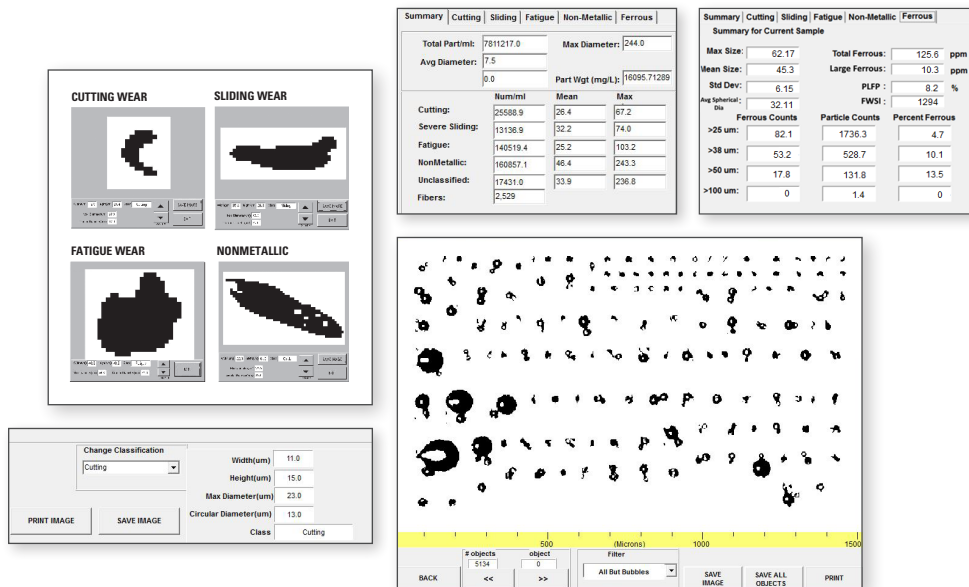 CUTTING WEAR
SLIDING WEAR
FATIGUE WEAR
NONMETALLIC
Summary Cutting Sliding Fatigue Non-Metallic Ferrous
Total Part/ml: 7811217.0 Max Diameter: 244.0
Avg Diameter: 7.5
0.0 Part Wgt (mg/L): 16095.71289
Num/ml Mean Max
Cutting: 25588.9 26.4 67.2
Severe Sliding: 13136.9 32.2 74.0
Fatigue: 140519.4 25.2 103.2
NonMetallic: 160857.1 46.4 243.3
Unclassified: 17431.0 33.9 236.8
Fibers: 2,529
Summary Cutting Sliding Fatigue Non-Metallic Ferrous
Summary for Current Sample
Max Size: 62.17 Total Ferrous: 125.6 ppm
Mean Size: 45.3 Large Ferrous: 10.3 ppm
Std Dev: 6.15 PLFP : 8.2 %
Avg Spherical Dia : 32.11 FWSI : 1294
Ferrous Counts Particle Counts Percent Ferrous
>25 um: 82.1 1736.3 4.7
>38 um: 53.2 528.7 10.1
>50 um: 17.8 131.8 13.5
>100 um: 0 1.4 0
Change Classification
Cutting
Width(um) 11.0
Height(um) 15.0
Max Diameter(um) 23.0
Circular Diameter(um) 13.0
Class Cutting
PRINT IMAGE SAVE IMAGE
500 (Microns) 1000 1500
# objects object Filter
5134 0 All But Bubbles
BACK << >> SAVE IMAGE SAVE ALL OBJECTS PRINT